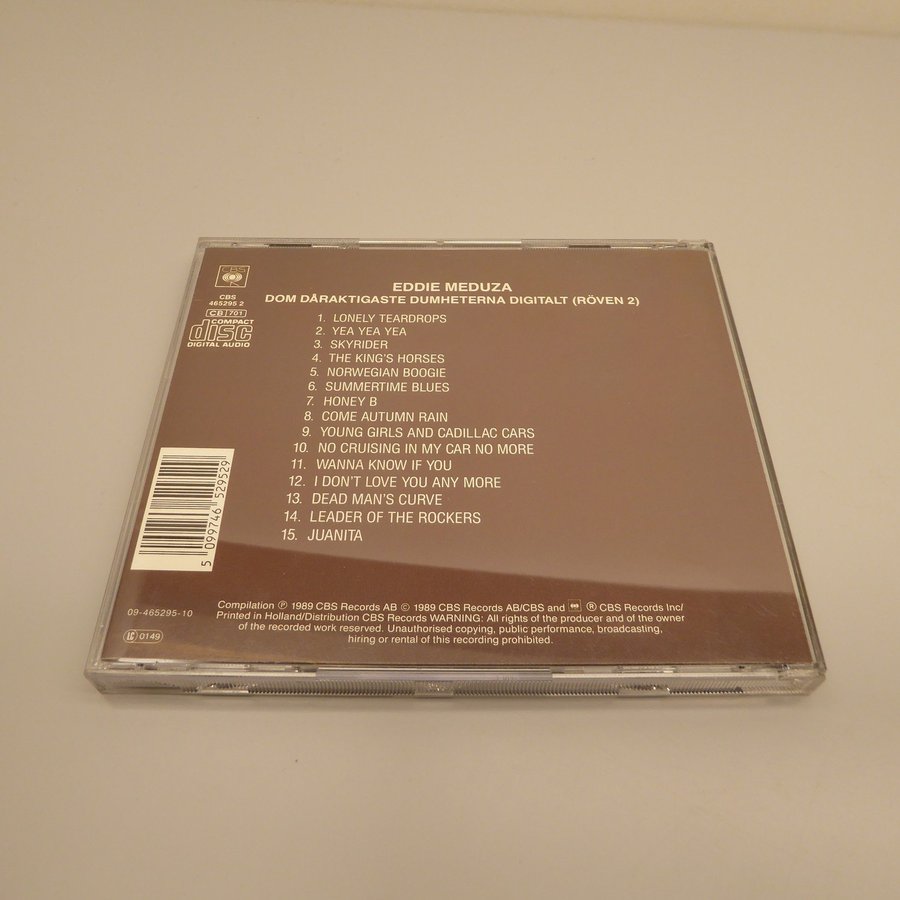 CBS
CBS
465295 2
CB 701
COMPACT
disc
DIGITAL AUDIO
EDDIE MEDUZA
DOM DÅRAKTIGASTE DUMHETERNA DIGITALT (RÖVEN 2)
1. LONELY TEARDROPS
2. YEA YEA YEA
3. SKYRIDER
4. THE KING'S HORSES
5. NORWEGIAN BOOGIE
6. SUMMERTIME BLUES
7. HONEY B
8. COME AUTUMN RAIN
9. YOUNG GIRLS AND CADILLAC CARS
10. NO CRUISING IN MY CAR NO MORE
11. WANNA KNOW IF YOU
12. I DON'T LOVE YOU ANY MORE
13. DEAD MAN'S CURVE
14. LEADER OF THE ROCKERS
15. JUANITA
5 099746 529529
09-465295-10
LC 0149
Compilation ℗ 1989 CBS Records AB © 1989 CBS Records AB/CBS and ® CBS Records Inc/
Printed in Holland/Distribution CBS Records WARNING: All rights of the producer and of the owner
of the recorded work reserved. Unauthorised copying, public performance, broadcasting,
hiring or rental of this recording prohibited.